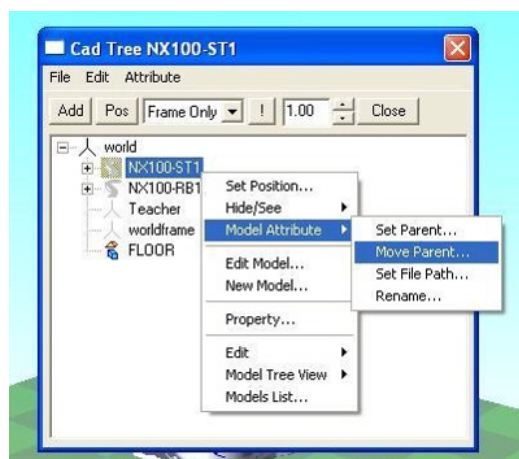 Cad Tree NX100-ST1
File Edit Attribute
Add Pos Frame Only ! 1.00 Close
world
NX100-ST1
NX100-RB1
Teacher
worldframe
FLOOR
Set Position...
Hide/See
Model Attribute
Edit Model...
New Model...
Property...
Edit
Model Tree View
Models List...
Set Parent...
Move Parent...
Set File Path...
Rename...